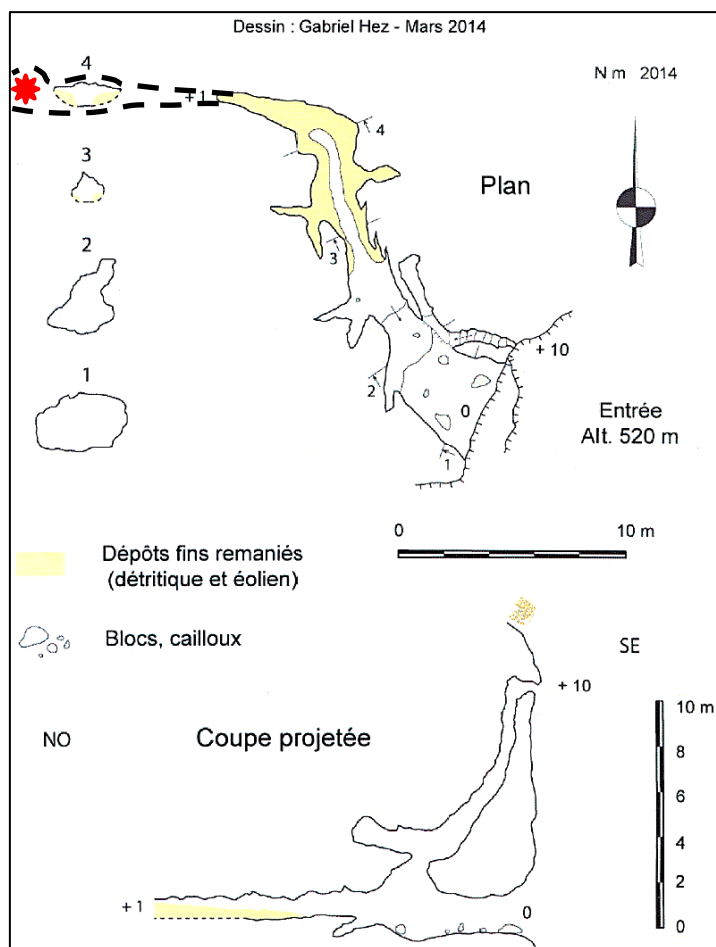 Dessin : Gabriel Hez - Mars 2014
4
N m 2014
+ 1
4
3
Plan
2
3
+ 10
2
1
0
Entrée
Alt. 520 m
1
0
10 m
Dépôts fins remaniés
(détritique et éolien)
Blocs, cailloux
SE
+ 10
10 m
NO
Coupe projetée
8
6
4
2
+ 1
0
0